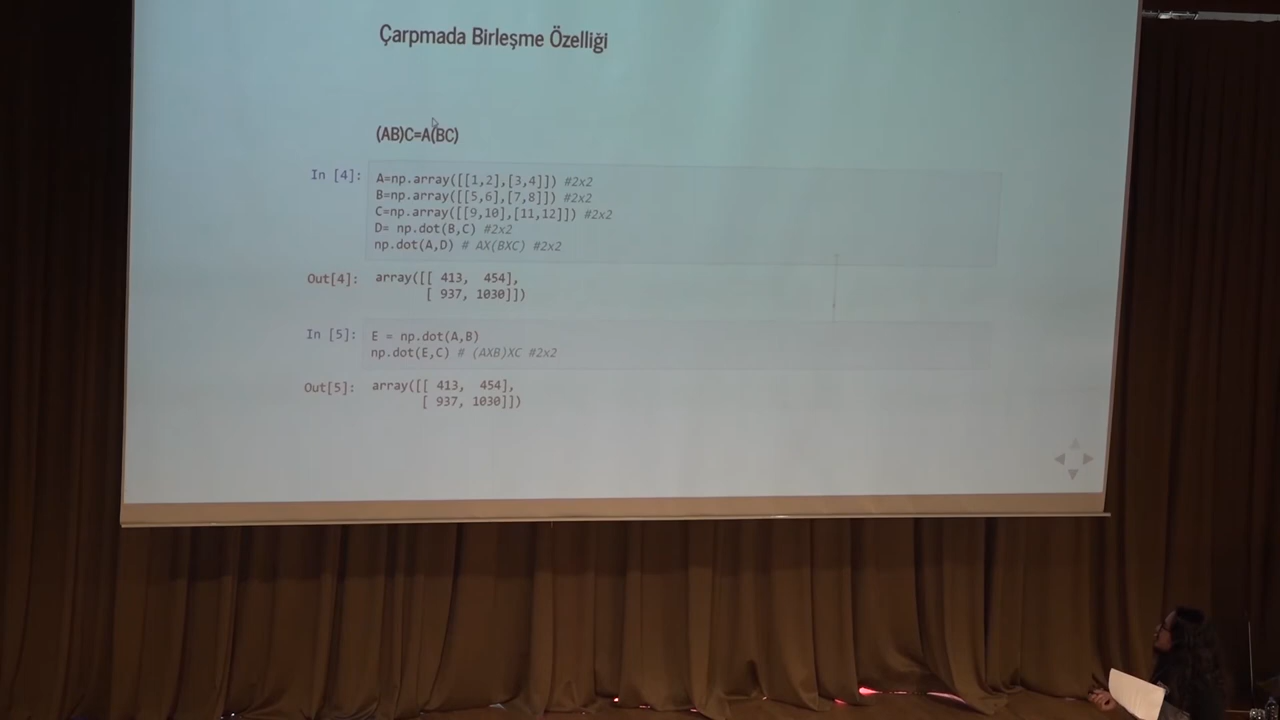 Çarpmada Birleşme Özelliği
(AB)C=A(BC)
In [4]:
A=np.array([[1,2],[3,4]]) #2x2
B=np.array([[5,6],[7,8]]) #2x2
C=np.array([[9,10],[11,12]]) #2x2
D= np.dot(B,C) #2x2
np.dot(A,D) # AX(BXC) #2x2
Out[4]:
array([[ 413,  454],
[ 937, 1030]])
In [5]:
E = np.dot(A,B)
np.dot(E,C) # (AXB)XC #2x2
Out[5]:
array([[ 413,  454],
[ 937, 1030]])